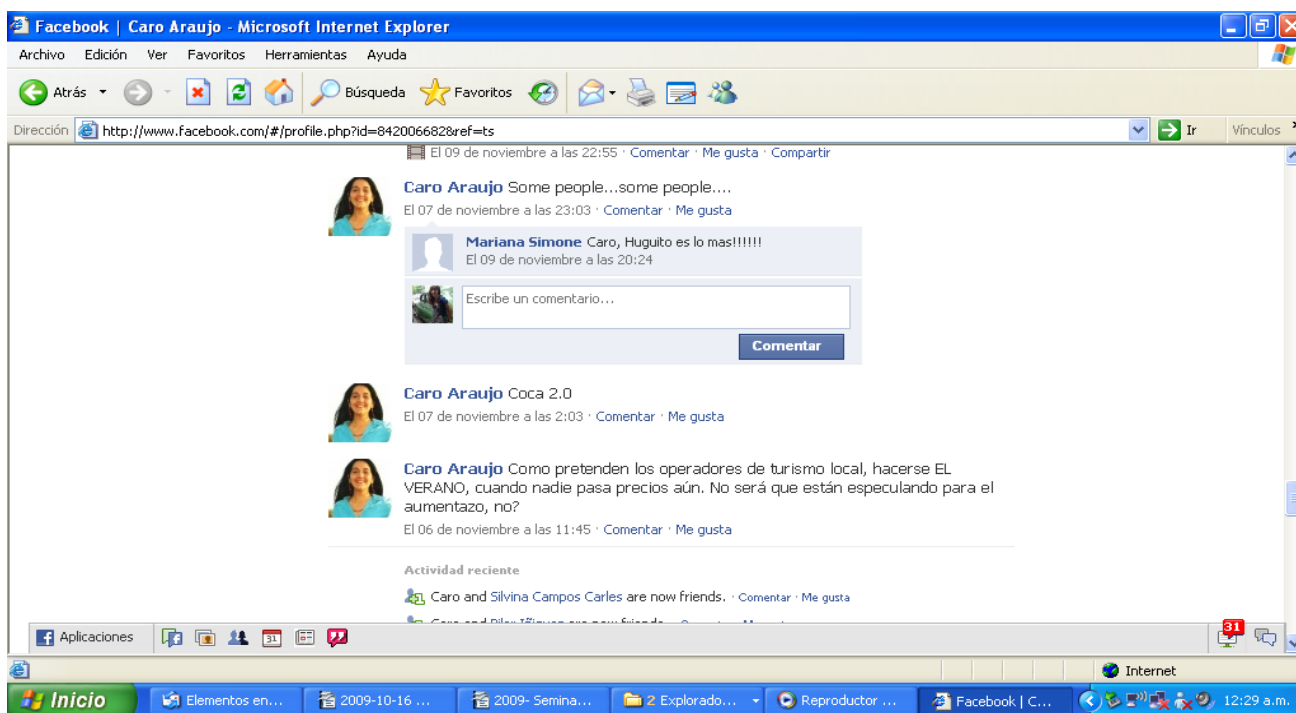 Facebook | Caro Araujo - Microsoft Internet Explorer
Archivo Edición Ver Favoritos Herramientas Ayuda
Atrás Búsqueda Favoritos
Dirección http://www.facebook.com/#/profile.php?id=842006682&ref=ts Ir Vínculos
El 09 de noviembre a las 22:55 · Comentar · Me gusta · Compartir
Caro Araujo Some people...some people....
El 07 de noviembre a las 23:03 · Comentar · Me gusta
Mariana Simone Caro, Huguito es lo mas!!!!!!
El 09 de noviembre a las 20:24
Escribe un comentario...
Comentar
Caro Araujo Coca 2.0
El 07 de noviembre a las 2:03 · Comentar · Me gusta
Caro Araujo Como pretenden los operadores de turismo local, hacerse EL
VERANO, cuando nadie pasa precios aún. No será que están especulando para el
aumentazo, no?
El 06 de noviembre a las 11:45 · Comentar · Me gusta
Actividad reciente
Caro and Silvina Campos Carles are now friends. · Comentar · Me gusta
Aplicaciones 31 31
Internet
Inicio Elementos en... 2009-10-16 ... 2009- Semina... 2 Explorado... Reproductor ... Facebook | C... 12:29 a.m.